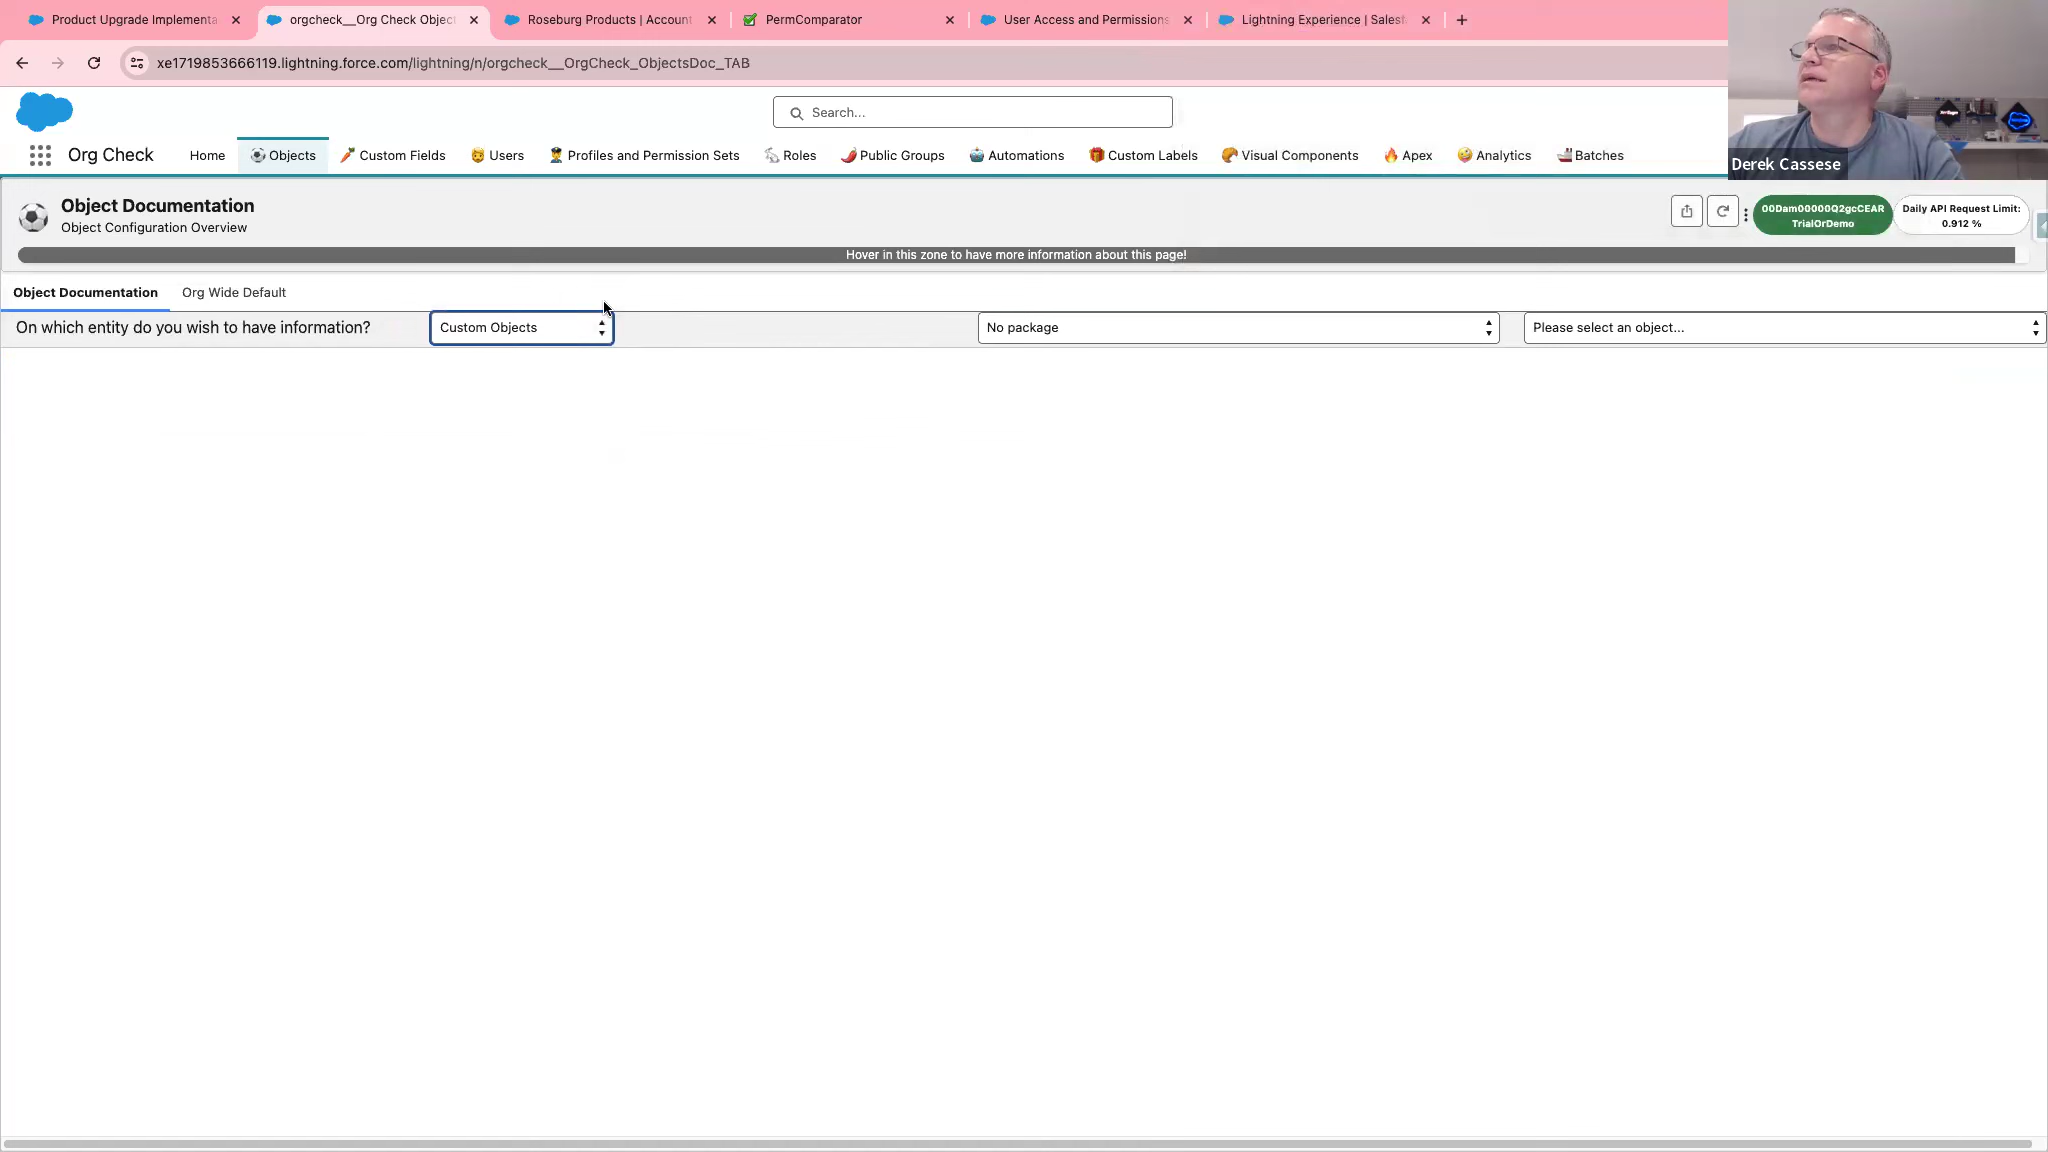 Product Upgrade Implementa
orgcheck__Org Check Object
Roseburg Products | Account
PermComparator
User Access and Permissions
Lightning Experience | Salesf
xe1719853666119.lightning.force.com/lightning/n/orgcheck__OrgCheck_ObjectsDoc_TAB
Search...
Org Check
Home
Objects
Custom Fields
Users
Profiles and Permission Sets
Roles
Public Groups
Automations
Custom Labels
Visual Components
Apex
Analytics
Batches
Derek Cassese
Object Documentation
Object Configuration Overview
00Dam00000Q2gcCEAR
TrialOrDemo
Daily API Request Limit:
0.912 %
Hover in this zone to have more information about this page!
Object Documentation
Org Wide Default
On which entity do you wish to have information?
Custom Objects
No package
Please select an object...